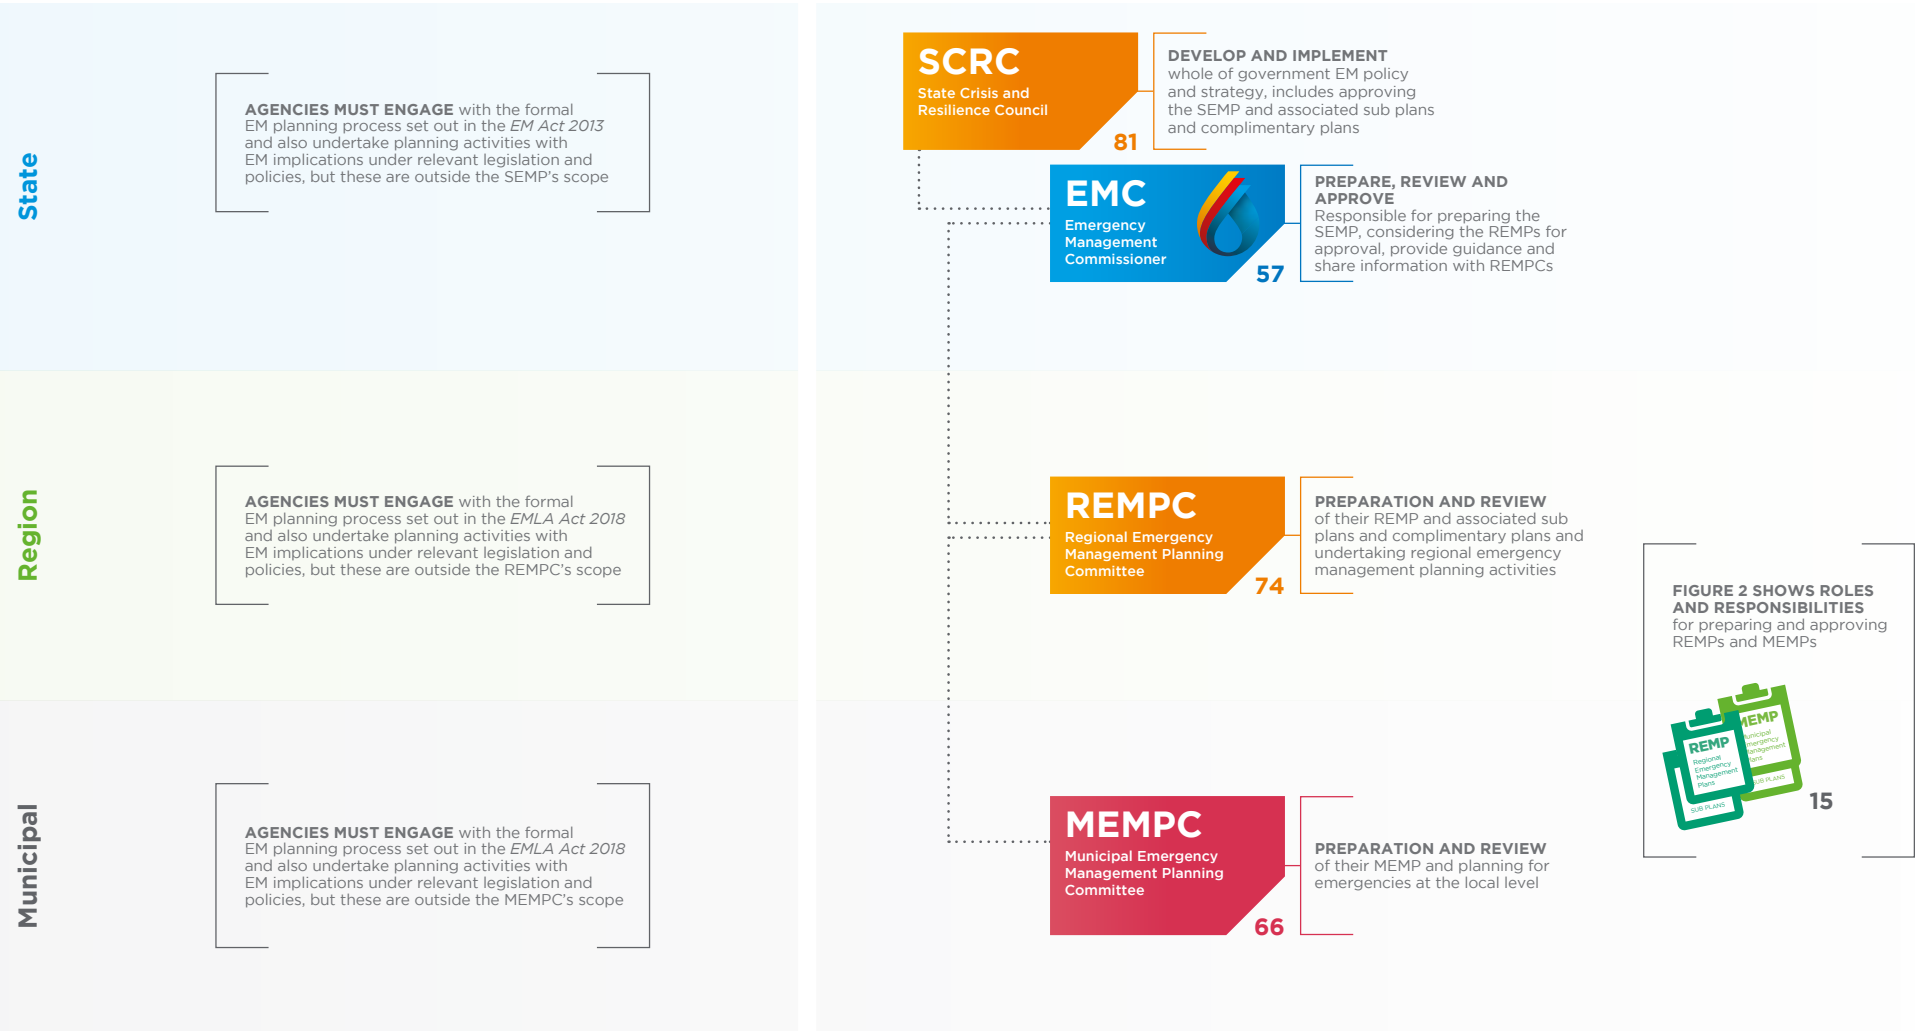 State
AGENCIES MUST ENGAGE with the formal
EM planning process set out in the EM Act 2013
and also undertake planning activities with
EM implications under relevant legislation and
policies, but these are outside the SEMP’s scope
SCRC
State Crisis and
Resilience Council
81
DEVELOP AND IMPLEMENT
whole of government EM policy
and strategy, includes approving
the SEMP and associated sub plans
and complimentary plans
EMC
Emergency
Management
Commissioner
57
PREPARE, REVIEW AND
APPROVE
Responsible for preparing the
SEMP, considering the REMPs for
approval, provide guidance and
share information with REMPCs
Region
AGENCIES MUST ENGAGE with the formal
EM planning process set out in the EMLA Act 2018
and also undertake planning activities with
EM implications under relevant legislation and
policies, but these are outside the REMPC’s scope
REMPC
Regional Emergency
Management Planning
Committee
74
PREPARATION AND REVIEW
of their REMP and associated sub
plans and complimentary plans and
undertaking regional emergency
management planning activities
FIGURE 2 SHOWS ROLES
AND RESPONSIBILITIES
for preparing and approving
REMPs and MEMPs
REMP
Regional
Emergency
Management
Plans
SUB PLANS
MEMP
Municipal
Emergency
Management
Plans
SUB PLANS
15
Municipal
AGENCIES MUST ENGAGE with the formal
EM planning process set out in the EMLA Act 2018
and also undertake planning activities with
EM implications under relevant legislation and
policies, but these are outside the MEMPC’s scope
MEMPC
Municipal Emergency
Management Planning
Committee
66
PREPARATION AND REVIEW
of their MEMP and planning for
emergencies at the local level